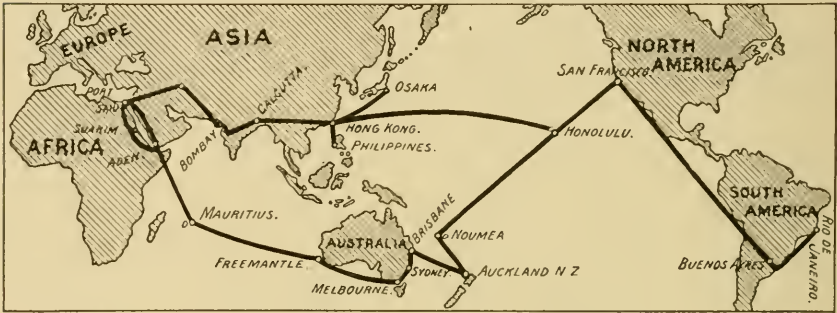 EUROPE
ASIA
NORTH
AMERICA
SAN FRANCISCO
PORT
SAID
CALCUTTA.
OSAKA
SUAKIM
HONG KONG.
HONOLULU.
AFRICA
ADEN.
BOMBAY
PHILIPPINES.
SOUTH
AMERICA
MAURITIUS.
BRISBANE
NOUMEA
RIO DE
JANEIRO.
AUSTRALIA
FREEMANTLE
SYDNEY.
AUCKLAND N Z
BUENOS AYRES
MELBOURNE.